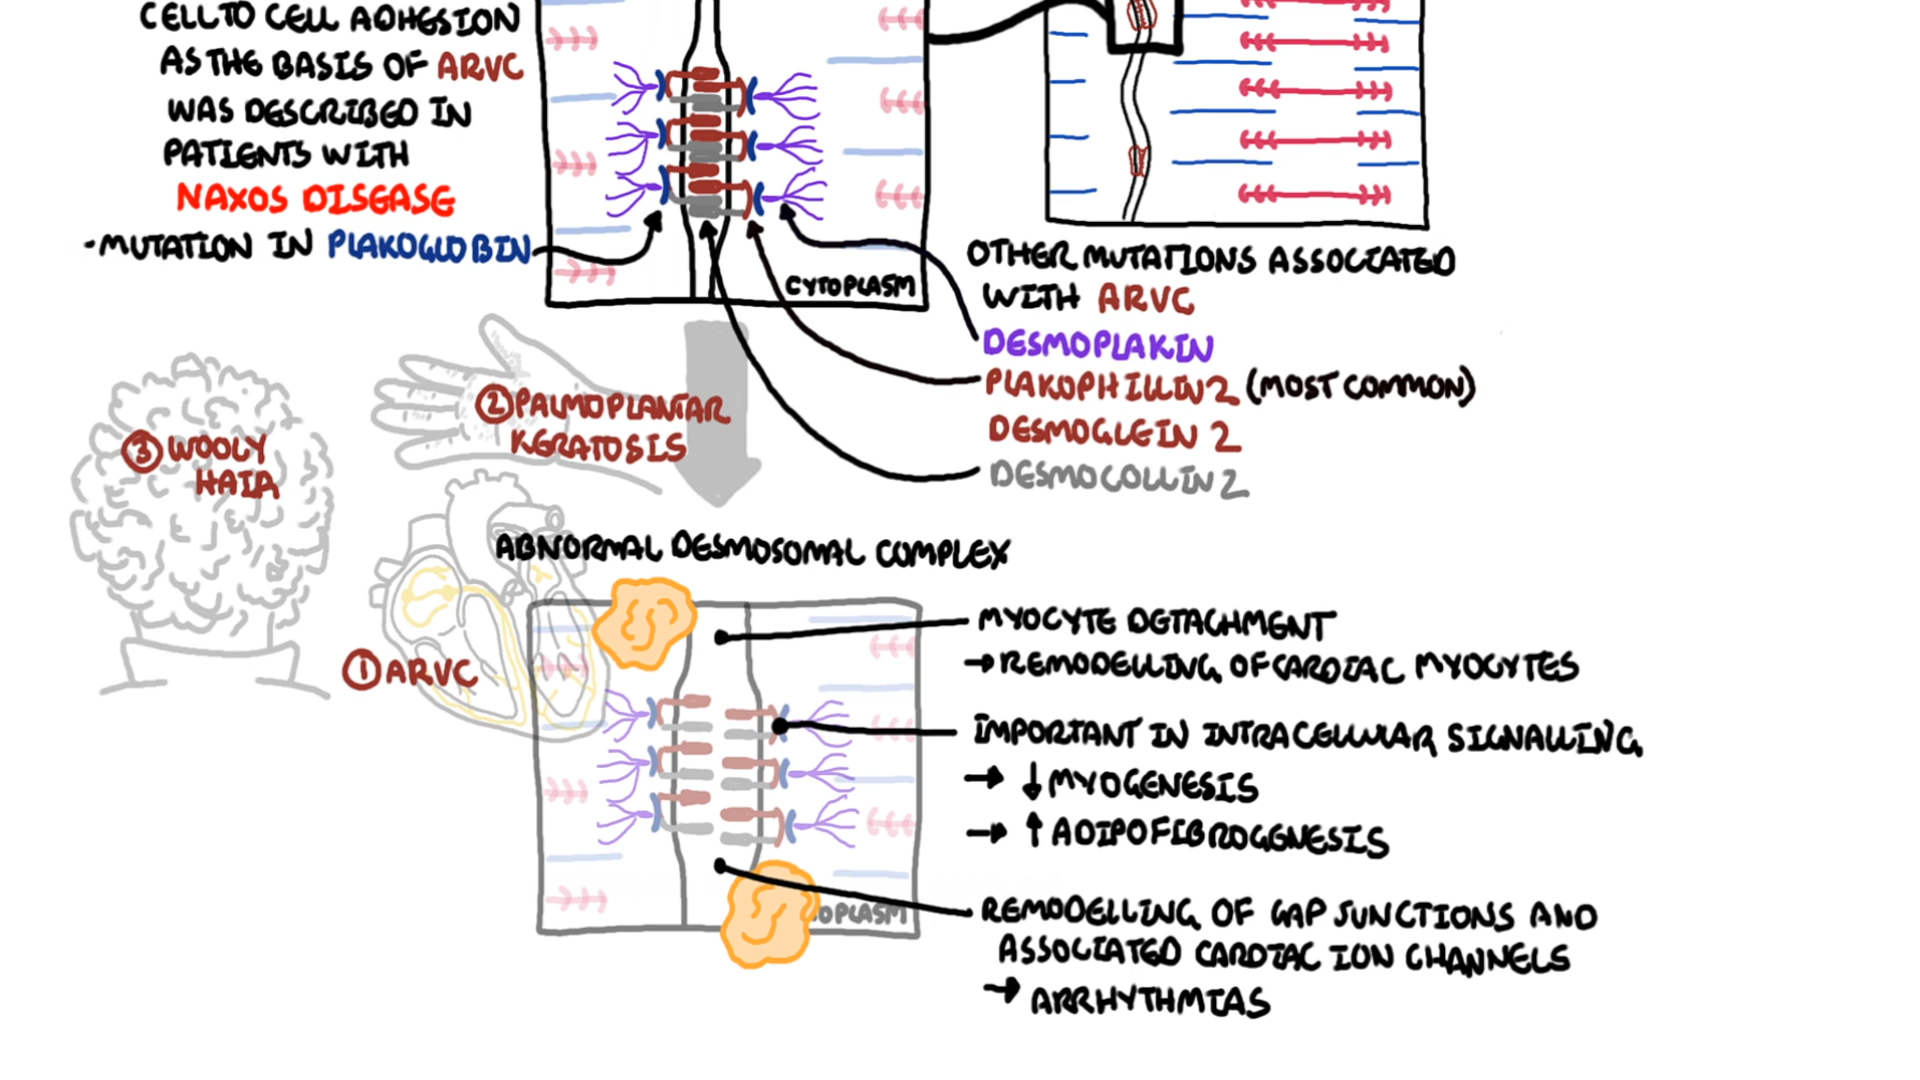 CELL TO CELL ADHESION
AS THE BASIS OF ARVC
WAS DESCRIBED IN
PATIENTS WITH
NAXOS DISEASE
-MUTATION IN PLAKOGLOBIN
CYTOPLASM
OTHER MUTATIONS ASSOCIATED
WITH ARVC
DESMOPLAKIN
PLAKOPHILLIN 2 (MOST COMMON)
DESMOGLEIN 2
DESMOCOLLIN 2
② PALMOPLANTAR
KERATOSIS
③ WOOLY
HAIR
① ARVC
ABNORMAL DESMOSOMAL COMPLEX
MYOCYTE DETACHMENT
→ REMODELLING OF CARDIAC MYOCYTES
IMPORTANT IN INTRACELLULAR SIGNALLING
→ ↓ MYOGENESIS
→ ↑ ADIPOFIBROGENESIS
OPLASM
REMODELLING OF GAP JUNCTIONS AND
ASSOCIATED CARDIAC ION CHANNELS
→ ARRHYTHMIAS